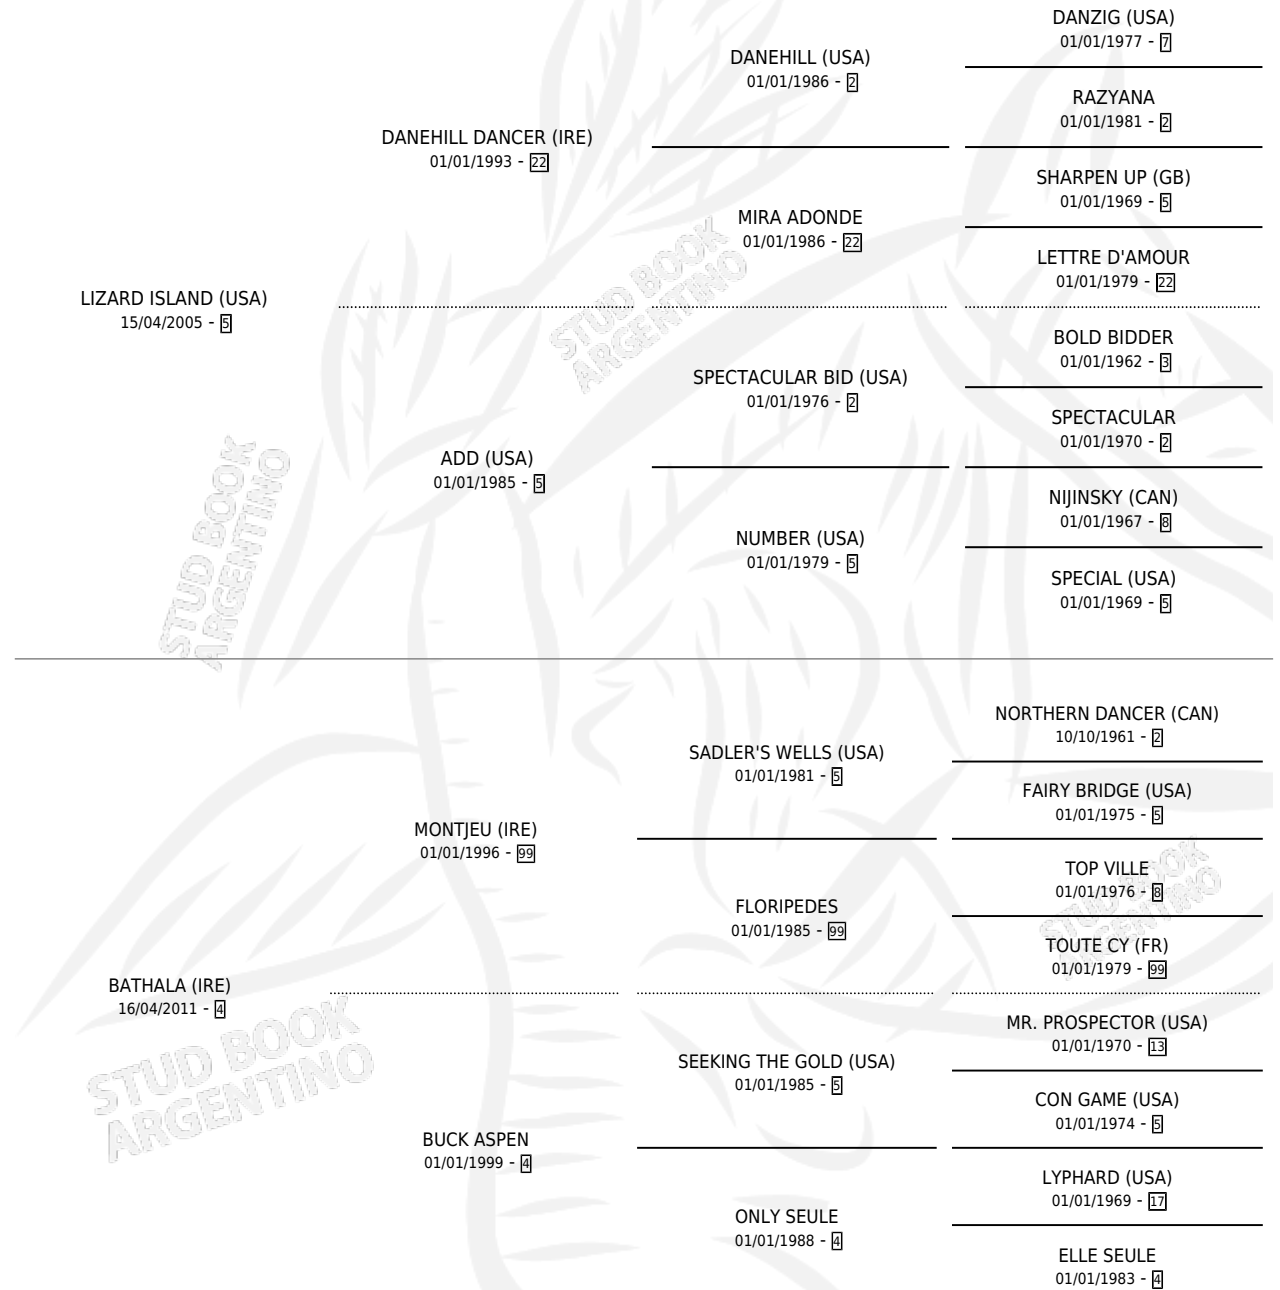 DANZIG (USA)
01/01/1977 - 7
DANEHILL (USA)
01/01/1986 - 2
RAZYANA
01/01/1981 - 2
DANEHILL DANCER (IRE)
01/01/1993 - 22
SHARPEN UP (GB)
01/01/1969 - 5
MIRA ADONDE
01/01/1986 - 22
LETTRE D'AMOUR
01/01/1979 - 22
LIZARD ISLAND (USA)
15/04/2005 - 5
STUD BOOK
ARGENTINO
BOLD BIDDER
01/01/1962 - 3
SPECTACULAR BID (USA)
01/01/1976 - 2
SPECTACULAR
01/01/1970 - 2
ADD (USA)
01/01/1985 - 5
NIJINSKY (CAN)
01/01/1967 - 8
NUMBER (USA)
01/01/1979 - 5
SPECIAL (USA)
01/01/1969 - 5
STUD BOOK
ARGENTINO
NORTHERN DANCER (CAN)
10/10/1961 - 2
SADLER'S WELLS (USA)
01/01/1981 - 5
FAIRY BRIDGE (USA)
01/01/1975 - 5
MONTJEU (IRE)
01/01/1996 - 99
TOP VILLE
01/01/1976 - 8
STUD BOOK
ARGENTINO
FLORIPEDES
01/01/1985 - 99
TOUTE CY (FR)
01/01/1979 - 99
BATHALA (IRE)
16/04/2011 - 4
MR. PROSPECTOR (USA)
01/01/1970 - 13
STUD BOOK
ARGENTINO
SEEKING THE GOLD (USA)
01/01/1985 - 5
CON GAME (USA)
01/01/1974 - 5
BUCK ASPEN
01/01/1999 - 4
LYPHARD (USA)
01/01/1969 - 17
ONLY SEULE
01/01/1988 - 4
ELLE SEULE
01/01/1983 - 4